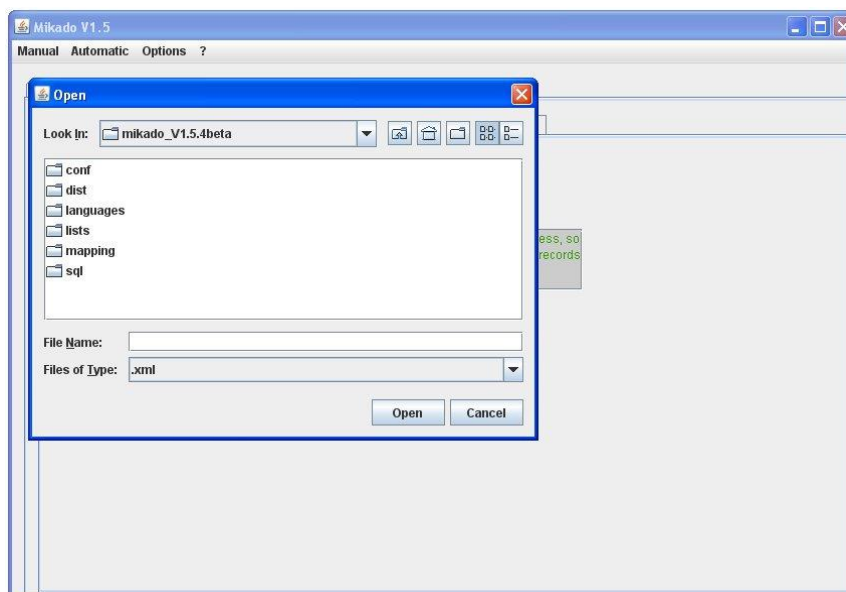 Mikado V1.5
Manual Automatic Options ?
Open
Look In: mikado_V1.5.4beta
conf
dist
languages
lists
mapping
sql
ess, so
records
File Name:
Files of Type: .xml
Open Cancel